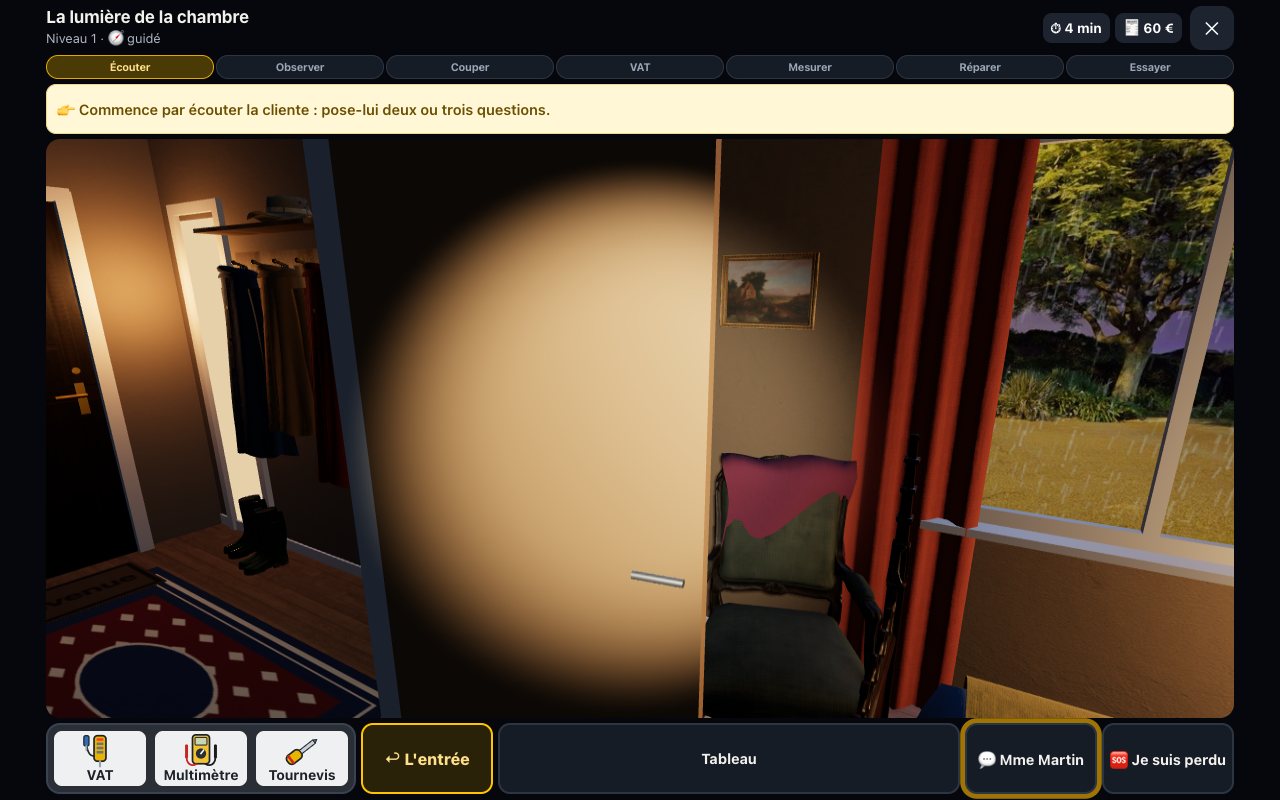 La lumière de la chambre
Niveau 1 · 🧭 guidé
⏱ 4 min
🧾 60 €
✕
Écouter
Observer
Couper
VAT
Mesurer
Réparer
Essayer
👉 Commence par écouter la cliente : pose-lui deux ou trois questions.
venue
VAT
Multimètre
Tournevis
↩ L'entrée
Tableau
💬 Mme Martin
🆘 Je suis perdu